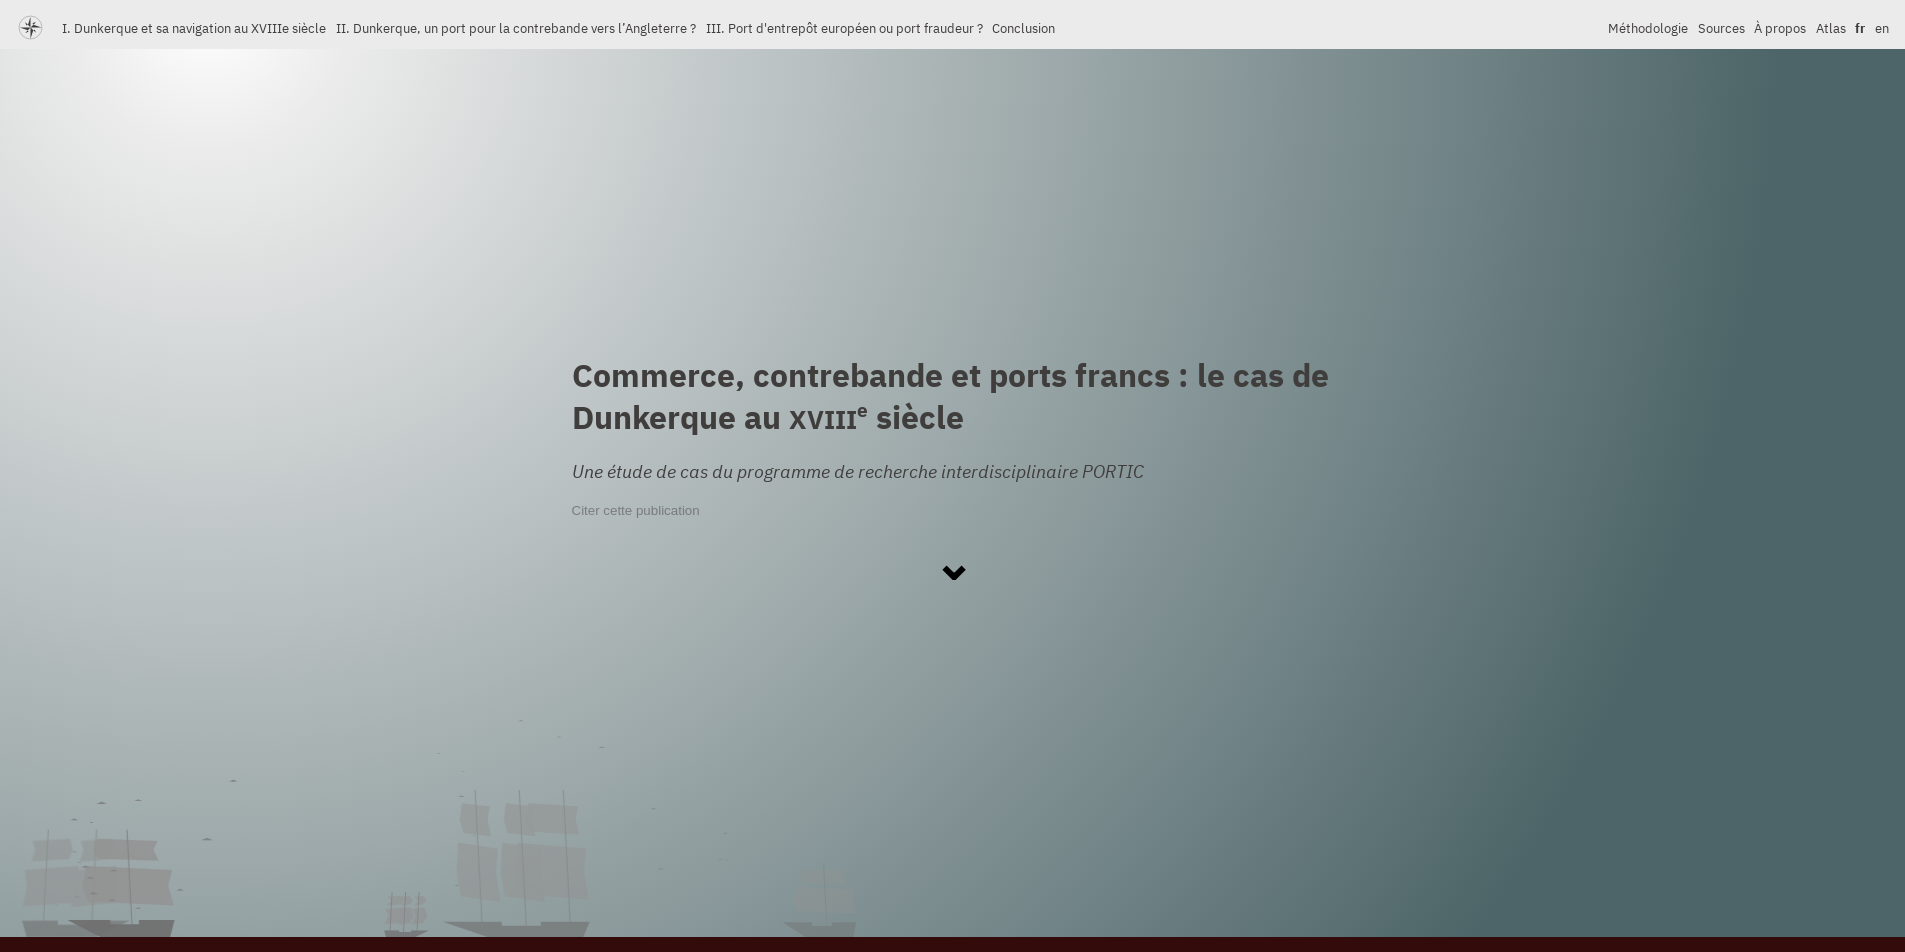 I. Dunkerque et sa navigation au XVIIIe siècle II. Dunkerque, un port pour la contrebande vers l’Angleterre ? III. Port d'entrepôt européen ou port fraudeur ? Conclusion Méthodologie Sources À propos Atlas fr en
Commerce, contrebande et ports francs : le cas de
Dunkerque au XVIIIe siècle
Une étude de cas du programme de recherche interdisciplinaire PORTIC
Citer cette publication